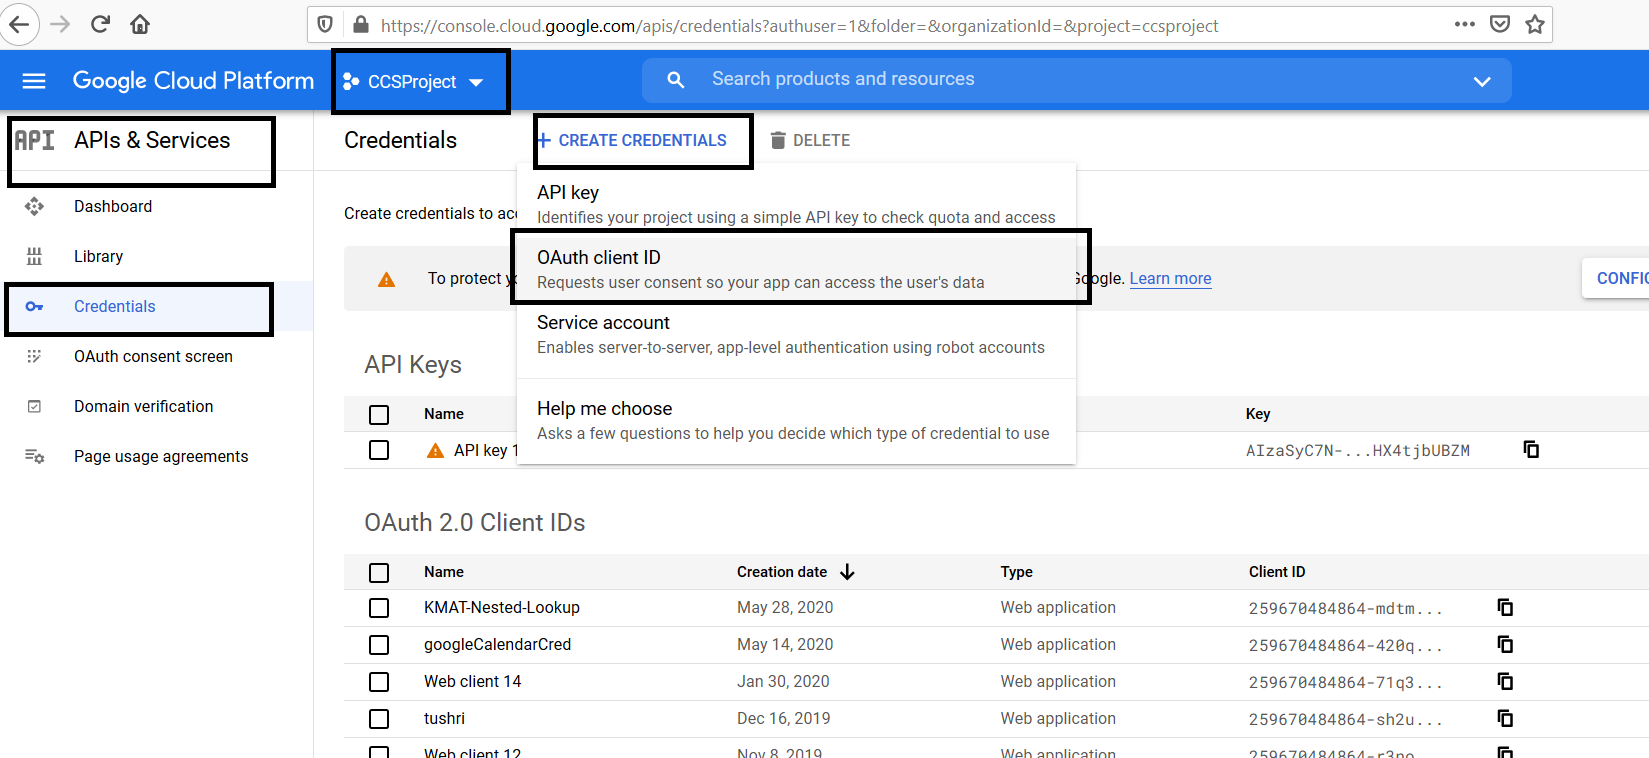 https://console.cloud.google.com/apis/credentials?authuser=1&folder=&organizationId=&project=ccsproject
Google Cloud Platform
CCSProject
Search products and resources
API
APIs & Services
Credentials
+ CREATE CREDENTIALS
DELETE
Dashboard
Library
Credentials
OAuth consent screen
Domain verification
Page usage agreements
API key
Identifies your project using a simple API key to check quota and access
OAuth client ID
Requests user consent so your app can access the user's data
Service account
Enables server-to-server, app-level authentication using robot accounts
Help me choose
Asks a few questions to help you decide which type of credential to use
Create credentials to
To protect
Google. Learn more
API Keys
Name
Key
API key 1
AIzaSyC7N-...HX4tjbUBZM
OAuth 2.0 Client IDs
Name
Creation date
Type
Client ID
KMAT-Nested-Lookup
May 28, 2020
Web application
259670484864-mdtm...
googleCalendarCred
May 14, 2020
Web application
259670484864-420q...
Web client 14
Jan 30, 2020
Web application
259670484864-71q3...
tushri
Dec 16, 2019
Web application
259670484864-sh2u...
Web client 12
Nov 8, 2019
Web application
259670484864-r3no...